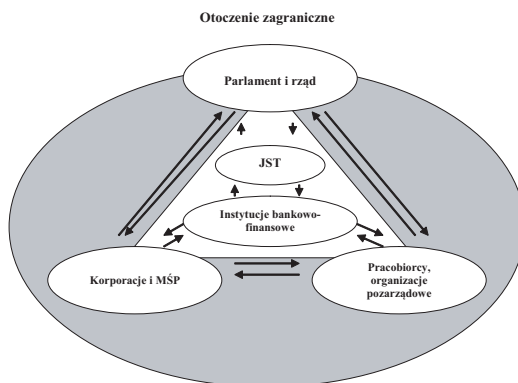 Otoczenie zagraniczne
Parlament i rząd
JST
Instytucje bankowo-
finansowe
Korporacje i MŚP
Pracobiorcy,
organizacje
pozarządowe